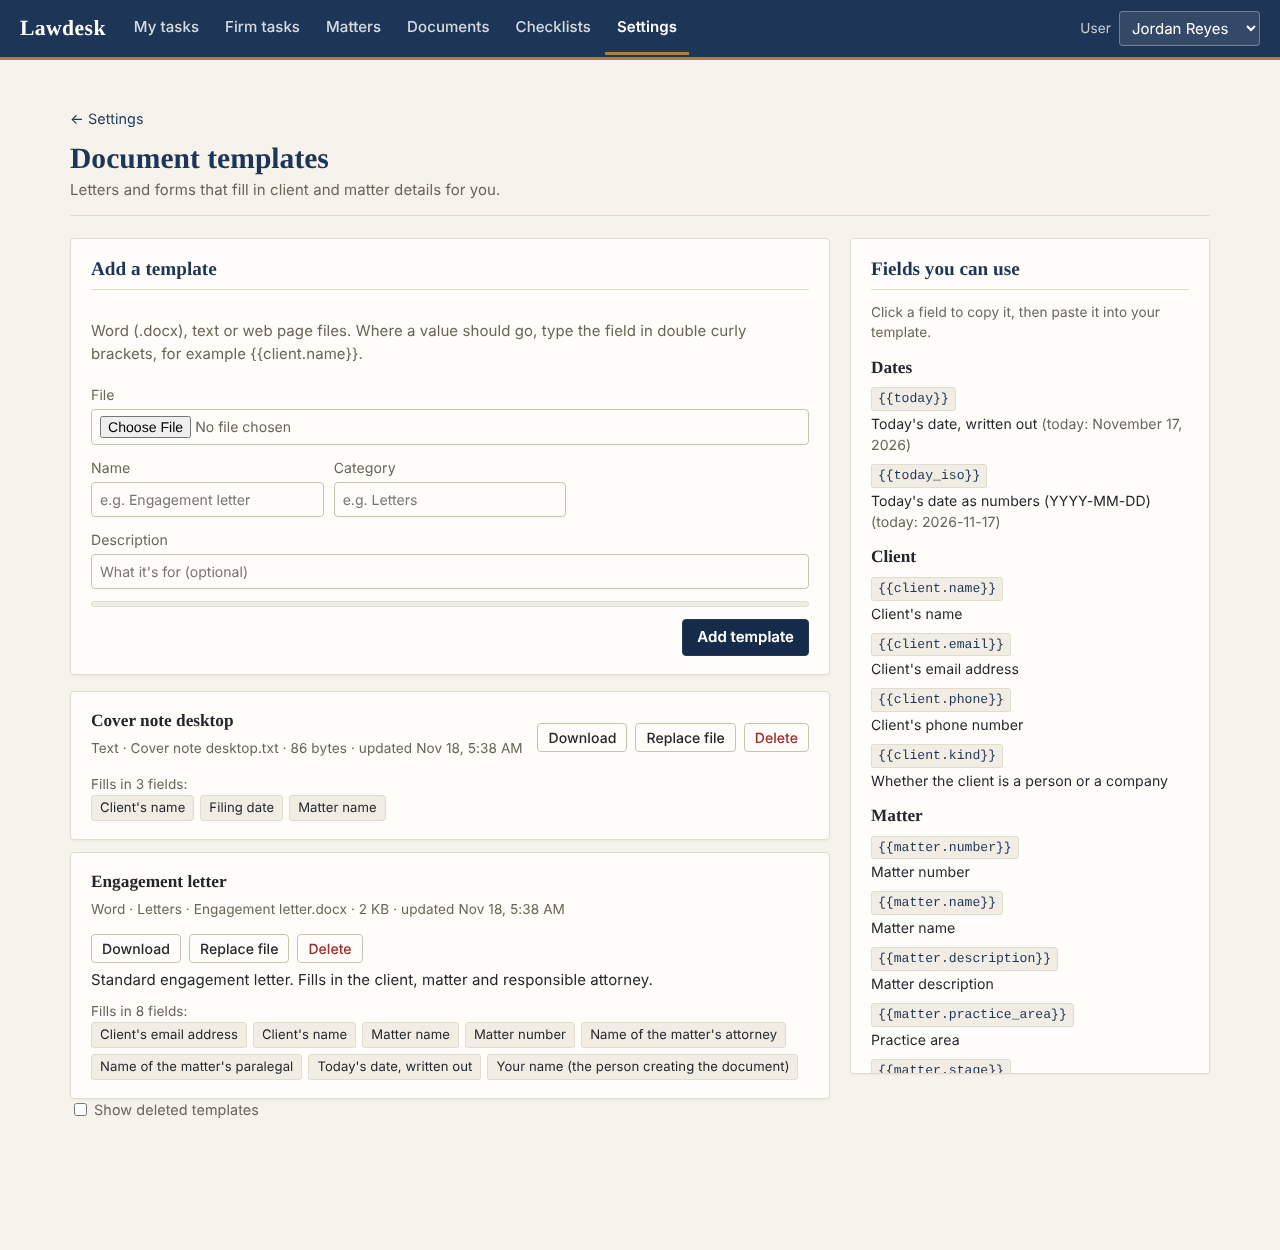 Lawdesk My tasks Firm tasks Matters Documents Checklists Settings User Jordan Reyes
← Settings
Document templates
Letters and forms that fill in client and matter details for you.
Add a template
Word (.docx), text or web page files. Where a value should go, type the field in double curly
brackets, for example {{client.name}}.
File
Choose File No file chosen
Name Category
e.g. Engagement letter e.g. Letters
Description
What it's for (optional)
Add template
Cover note desktop
Text · Cover note desktop.txt · 86 bytes · updated Nov 18, 5:38 AM
Download Replace file Delete
Fills in 3 fields:
Client's name Filing date Matter name
Engagement letter
Word · Letters · Engagement letter.docx · 2 KB · updated Nov 18, 5:38 AM
Download Replace file Delete
Standard engagement letter. Fills in the client, matter and responsible attorney.
Fills in 8 fields:
Client's email address Client's name Matter name Matter number Name of the matter's attorney
Name of the matter's paralegal Today's date, written out Your name (the person creating the document)
Show deleted templates
Fields you can use
Click a field to copy it, then paste it into your
template.
Dates
{{today}}
Today's date, written out (today: November 17,
2026)
{{today_iso}}
Today's date as numbers (YYYY-MM-DD)
(today: 2026-11-17)
Client
{{client.name}}
Client's name
{{client.email}}
Client's email address
{{client.phone}}
Client's phone number
{{client.kind}}
Whether the client is a person or a company
Matter
{{matter.number}}
Matter number
{{matter.name}}
Matter name
{{matter.description}}
Matter description
{{matter.practice_area}}
Practice area
{{matter.stage}}